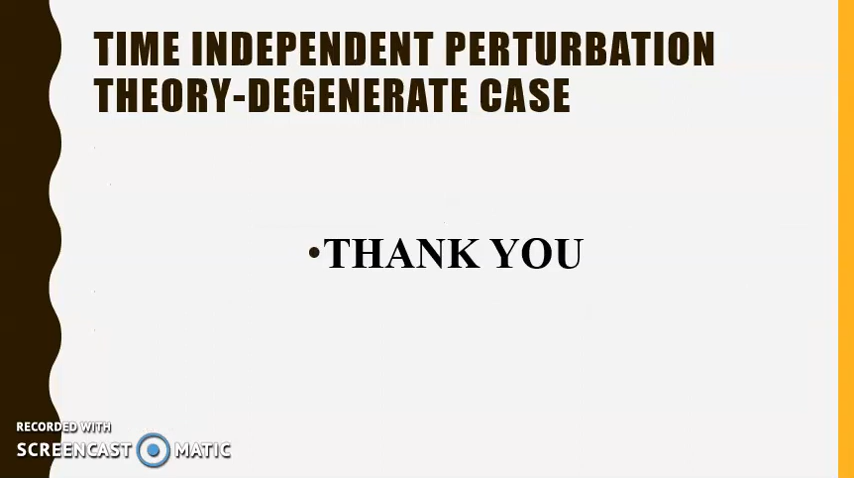 TIME INDEPENDENT PERTURBATION
THEORY-DEGENERATE CASE
•THANK YOU
RECORDED WITH
SCREENCAST MATIC